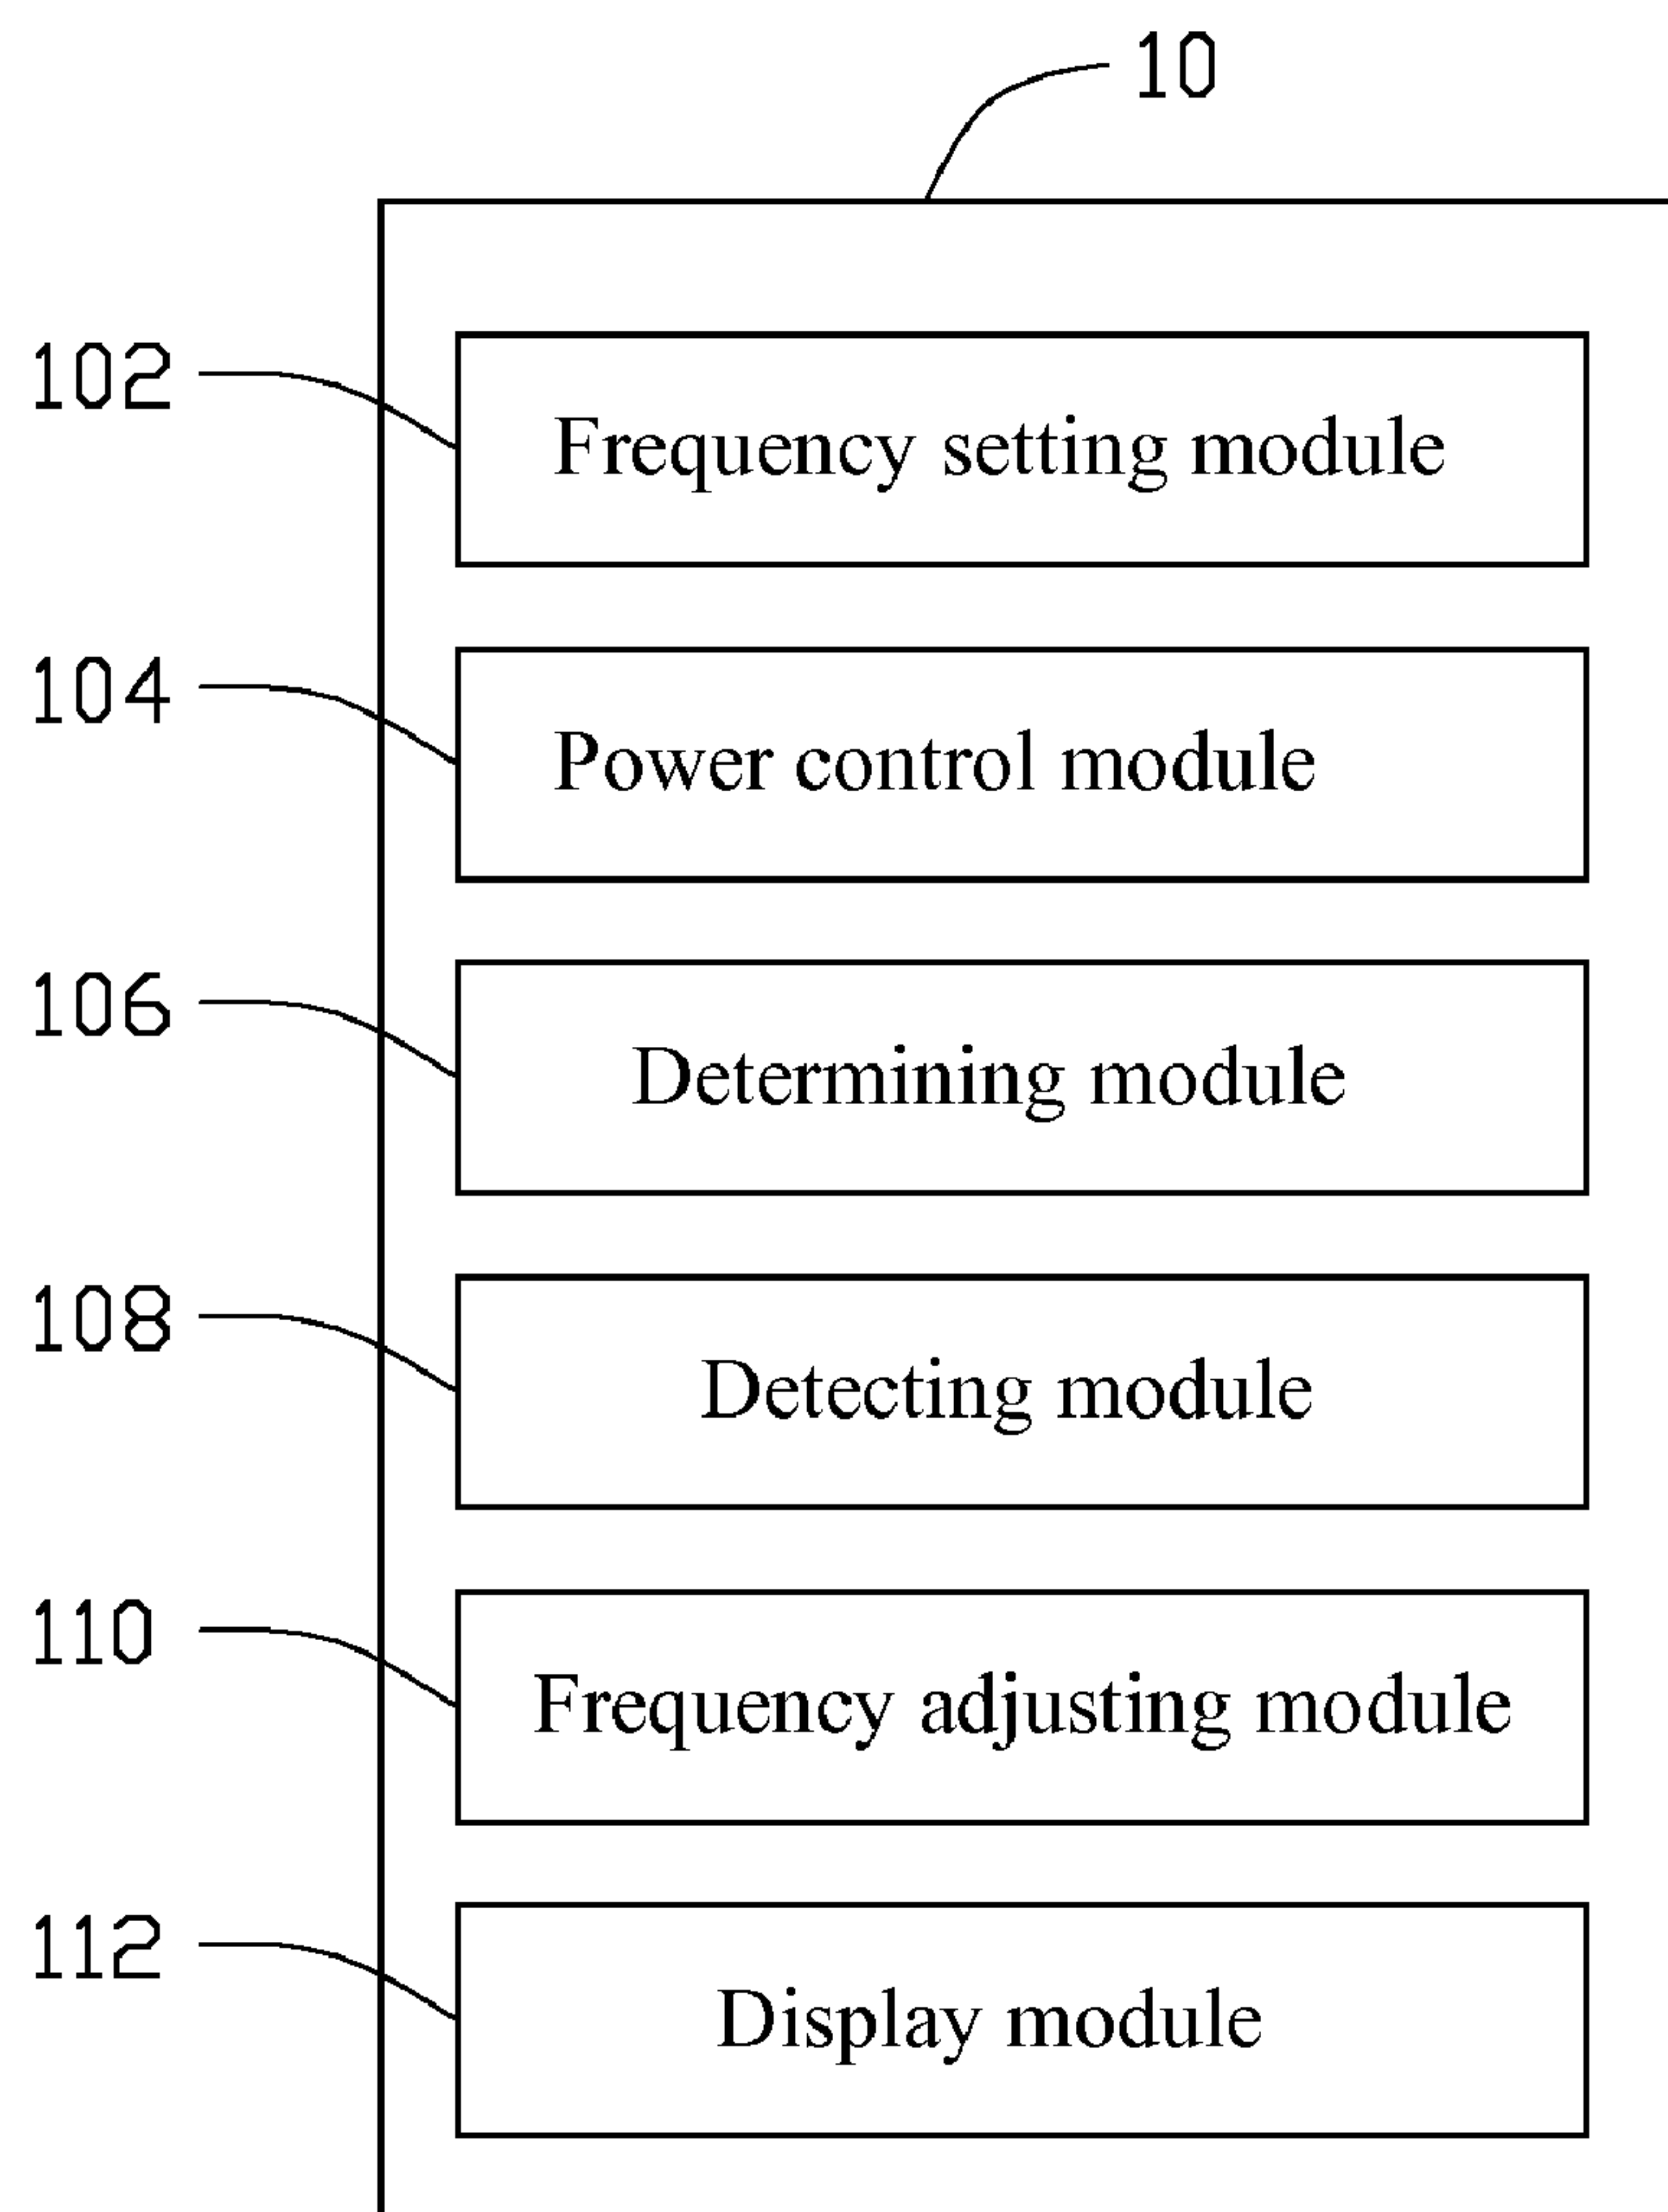 10
102
Frequency setting module
104
Power control module
106
Determining module
108
Detecting module
110
Frequency adjusting module
112
Display module